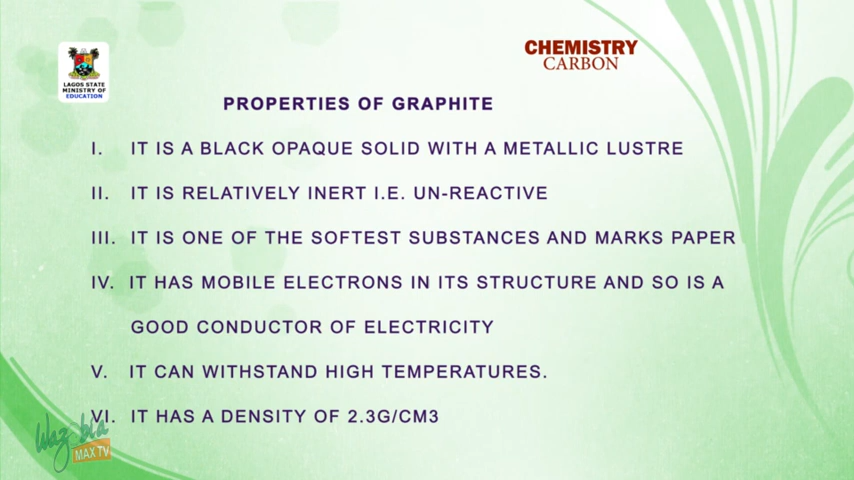 LAGOS STATE
MINISTRY OF
EDUCATION
CHEMISTRY
CARBON
PROPERTIES OF GRAPHITE
I. IT IS A BLACK OPAQUE SOLID WITH A METALLIC LUSTRE
II. IT IS RELATIVELY INERT I.E. UN-REACTIVE
III. IT IS ONE OF THE SOFTEST SUBSTANCES AND MARKS PAPER
IV. IT HAS MOBILE ELECTRONS IN ITS STRUCTURE AND SO IS A
GOOD CONDUCTOR OF ELECTRICITY
V. IT CAN WITHSTAND HIGH TEMPERATURES.
VI. IT HAS A DENSITY OF 2.3G/CM3
Wazobia
MAX TV